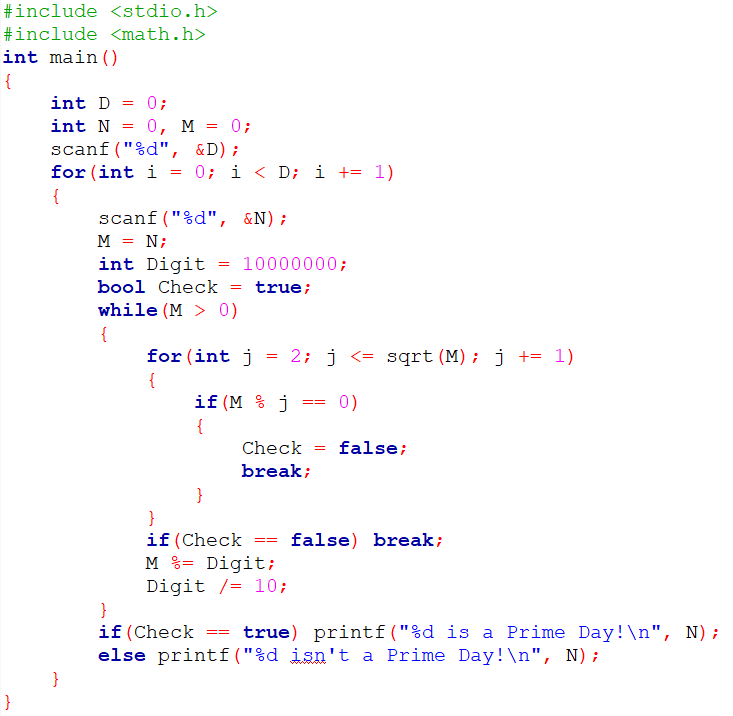 #include <stdio.h>
#include <math.h>
int main()
{
    int D = 0;
    int N = 0, M = 0;
    scanf("%d", &D);
    for(int i = 0; i < D; i += 1)
    {
        scanf("%d", &N);
        M = N;
        int Digit = 10000000;
        bool Check = true;
        while(M > 0)
        {
            for(int j = 2; j <= sqrt(M); j += 1)
            {
                if(M % j == 0)
                {
                    Check = false;
                    break;
                }
            }
            if(Check == false) break;
            M %= Digit;
            Digit /= 10;
        }
        if(Check == true) printf("%d is a Prime Day!\n", N);
        else printf("%d isn't a Prime Day!\n", N);
    }
}